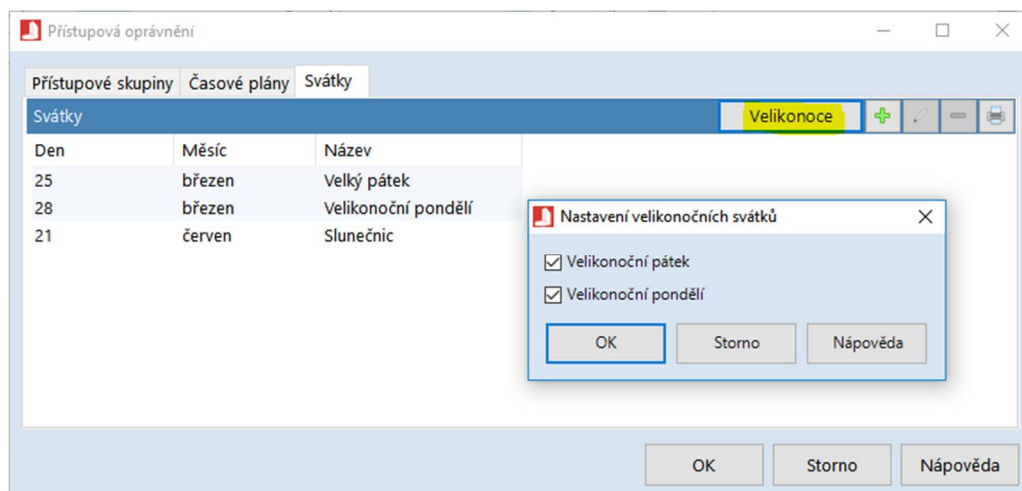 Přístupová oprávnění
Přístupové skupiny Časové plány Svátky
Svátky Velikonoce
Den Měsíc Název
25 březen Velký pátek
28 březen Velikonoční pondělí
21 červen Slunečnic
Nastavení velikonočních svátků
Velikonoční pátek
Velikonoční pondělí
OK Storno Nápověda
OK Storno Nápověda